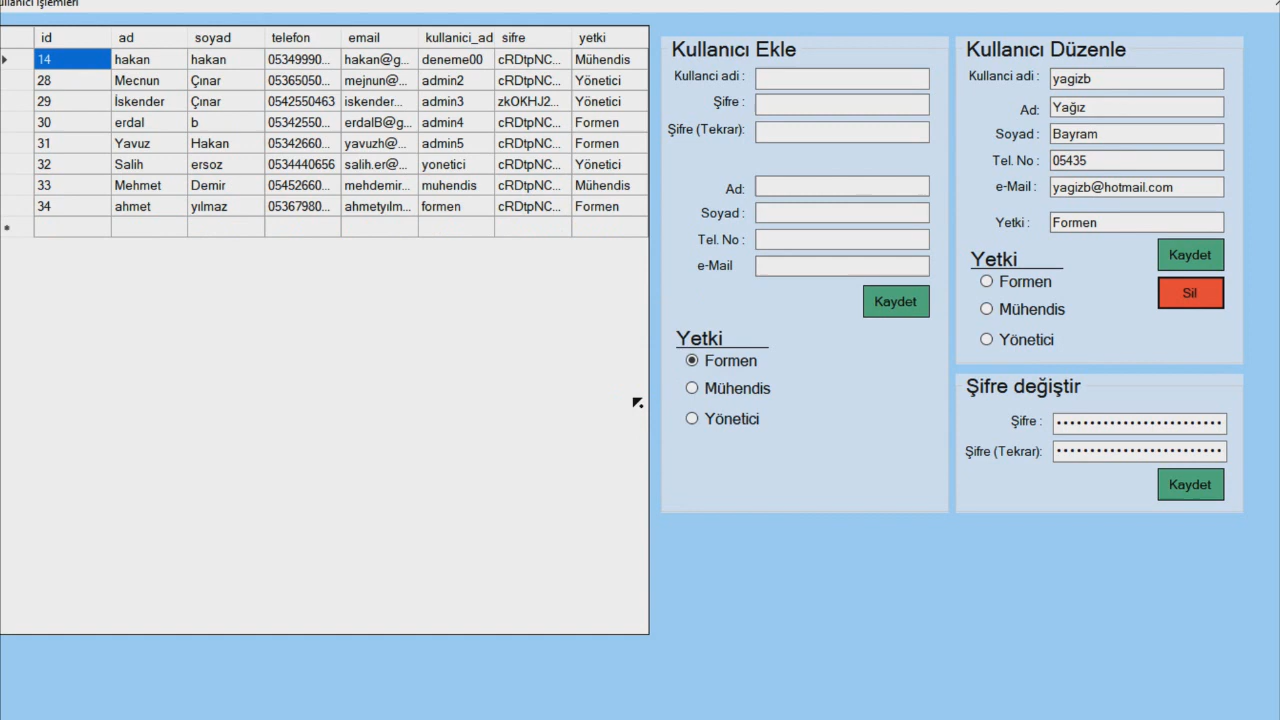 ullanıcı işlemleri
id ad soyad telefon email kullanici_ad sifre yetki
14 hakan hakan 05349990... hakan@g... deneme00 cRDtpNC... Mühendis
28 Mecnun Çınar 05365050... mejnun@... admin2 cRDtpNC... Yönetici
29 İskender Çınar 0542550463 iskender... admin3 zkOKHJ2... Yönetici
30 erdal b 05342550... erdalB@g... admin4 cRDtpNC... Formen
31 Yavuz Hakan 05342660... yavuzh@... admin5 cRDtpNC... Formen
32 Salih ersoz 0534440656 salih.er@... yonetici cRDtpNC... Yönetici
33 Mehmet Demir 05452660... mehdemir... muhendis cRDtpNC... Mühendis
34 ahmet yılmaz 05367980... ahmetyılm... formen cRDtpNC... Formen
Kullanıcı Ekle
Kullanci adi :
Şifre :
Şifre (Tekrar):
Ad:
Soyad :
Tel. No :
e-Mail
Kaydet
Yetki
Formen
Mühendis
Yönetici
Kullanıcı Düzenle
Kullanci adi : yagizb
Ad: Yağız
Soyad : Bayram
Tel. No : 05435
e-Mail : yagizb@hotmail.com
Yetki : Formen
Kaydet
Yetki
Formen
Sil
Mühendis
Yönetici
Şifre değiştir
Şifre :
Şifre (Tekrar):
Kaydet